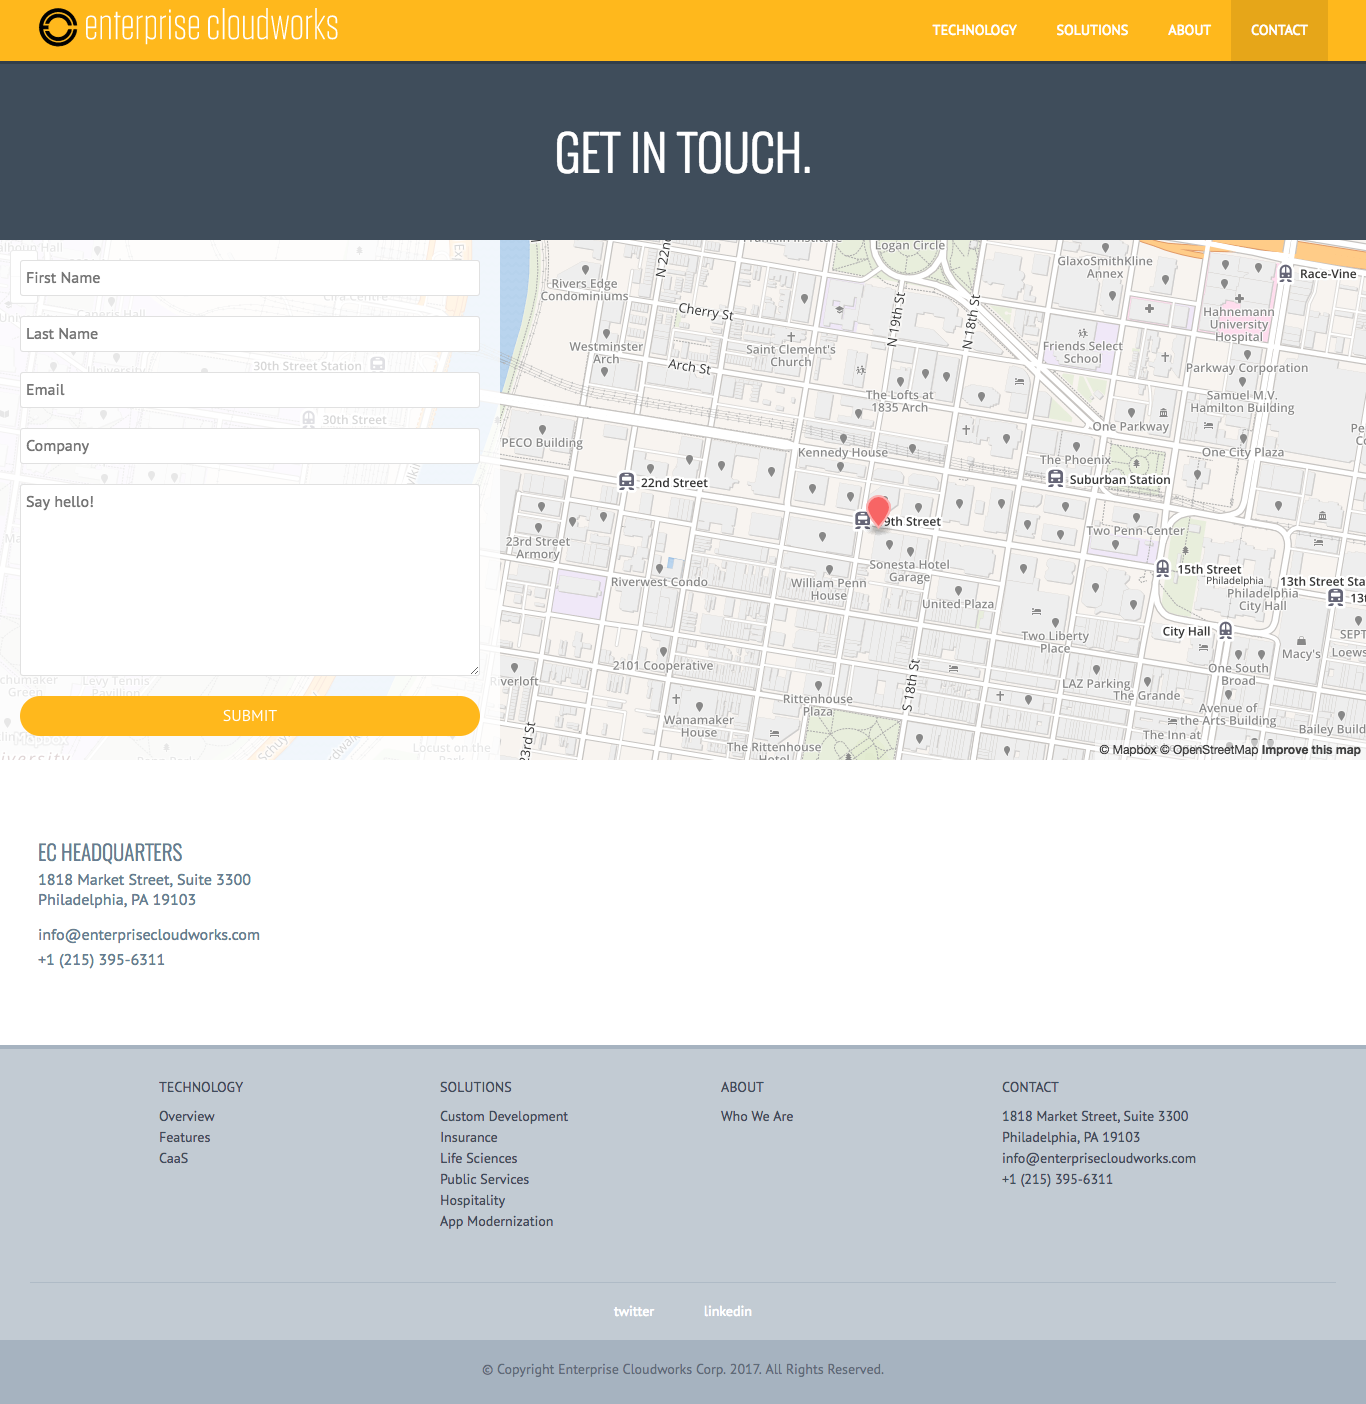 enterprise cloudworks
TECHNOLOGY
SOLUTIONS
ABOUT
CONTACT
GET IN TOUCH.
First Name
Last Name
Email
Company
Say hello!
SUBMIT
30th Street Station
30th Street
Levy Tennis
Pavillion
Locust on the
Rivers Edge
Condominiums
N 22nd
Logan Circle
GlaxoSmithKline
Annex
Race-Vine
Cherry St
N 19th St
N 18th St
Hahnemann
University
Hospital
Westminster
Arch
Saint Clement's
Church
Friends Select
School
Arch St
Parkway Corporation
The Lofts at
1835 Arch
Samuel M.V.
Hamilton Building
One Parkway
PECO Building
Kennedy House
The Phoenix
One City Plaza
22nd Street
Suburban Station
9th Street
Two Penn Center
23rd Street
Armory
Sonesta Hotel
Garage
15th Street
Philadelphia
13th Street Sta
Riverwest Condo
William Penn
House
United Plaza
Philadelphia
City Hall
13
City Hall
Two Liberty
Place
SEPT
Macy's
Loews
2101 Cooperative
One South
Broad
Riverloft
S 18th St
LAZ Parking
The Grande
Rittenhouse
Plaza
Wanamaker
House
Avenue of
the Arts Building
Bailey Build
23rd St
The Rittenhouse
Hotel
The Inn at
© Mapbox © OpenStreetMap Improve this map
EC HEADQUARTERS
1818 Market Street, Suite 3300
Philadelphia, PA 19103
info@enterprisecloudworks.com
+1 (215) 395-6311
TECHNOLOGY
Overview
Features
CaaS
SOLUTIONS
Custom Development
Insurance
Life Sciences
Public Services
Hospitality
App Modernization
ABOUT
Who We Are
CONTACT
1818 Market Street, Suite 3300
Philadelphia, PA 19103
info@enterprisecloudworks.com
+1 (215) 395-6311
twitter
linkedin
© Copyright Enterprise Cloudworks Corp. 2017. All Rights Reserved.